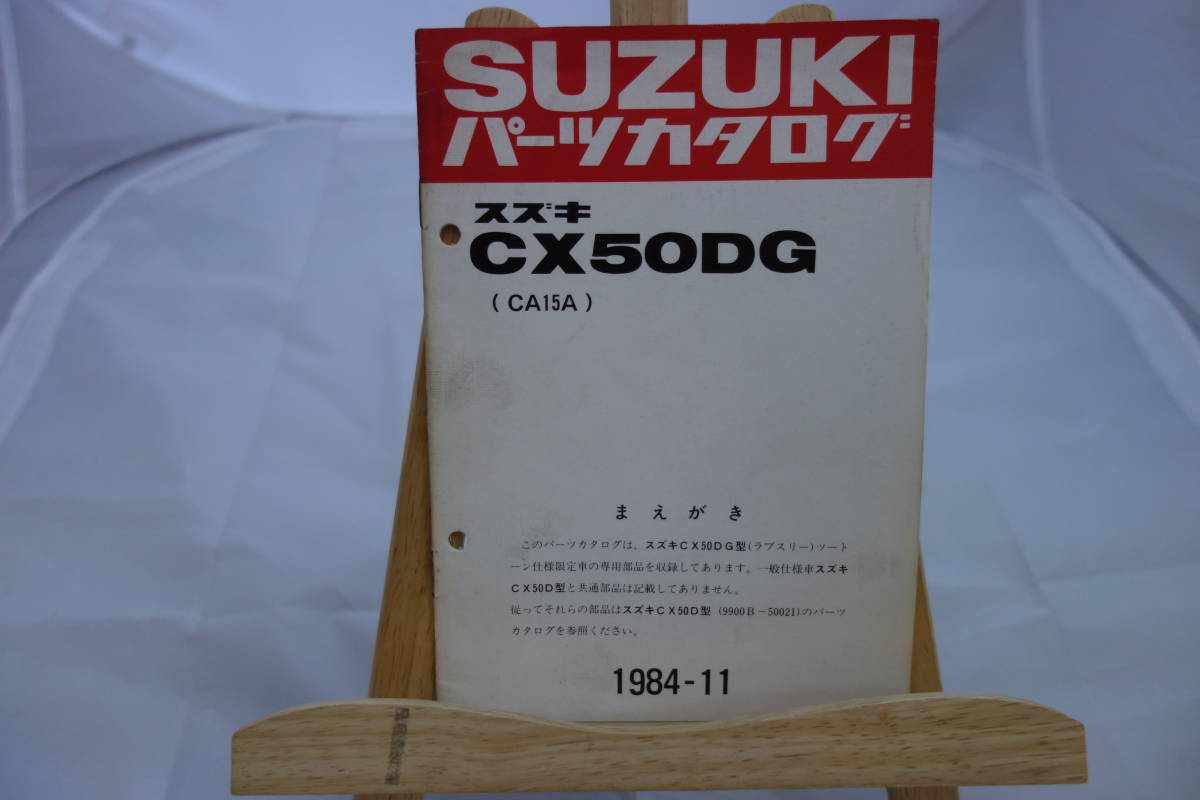 SUZUKI
パーツカタログ
スズキ
CX50DG
( CA15A )
まえがき
このパーツカタログは、スズキCX50DG型(ラブスリー)ツート
ーン仕様限定車の専用部品を収録してあります。一般仕様車スズキ
CX50D型と共通部品は記載してありません。
従ってそれらの部品はスズキCX50D型 (9900B-50021)のパーツ
カタログを参照ください。
1984-11